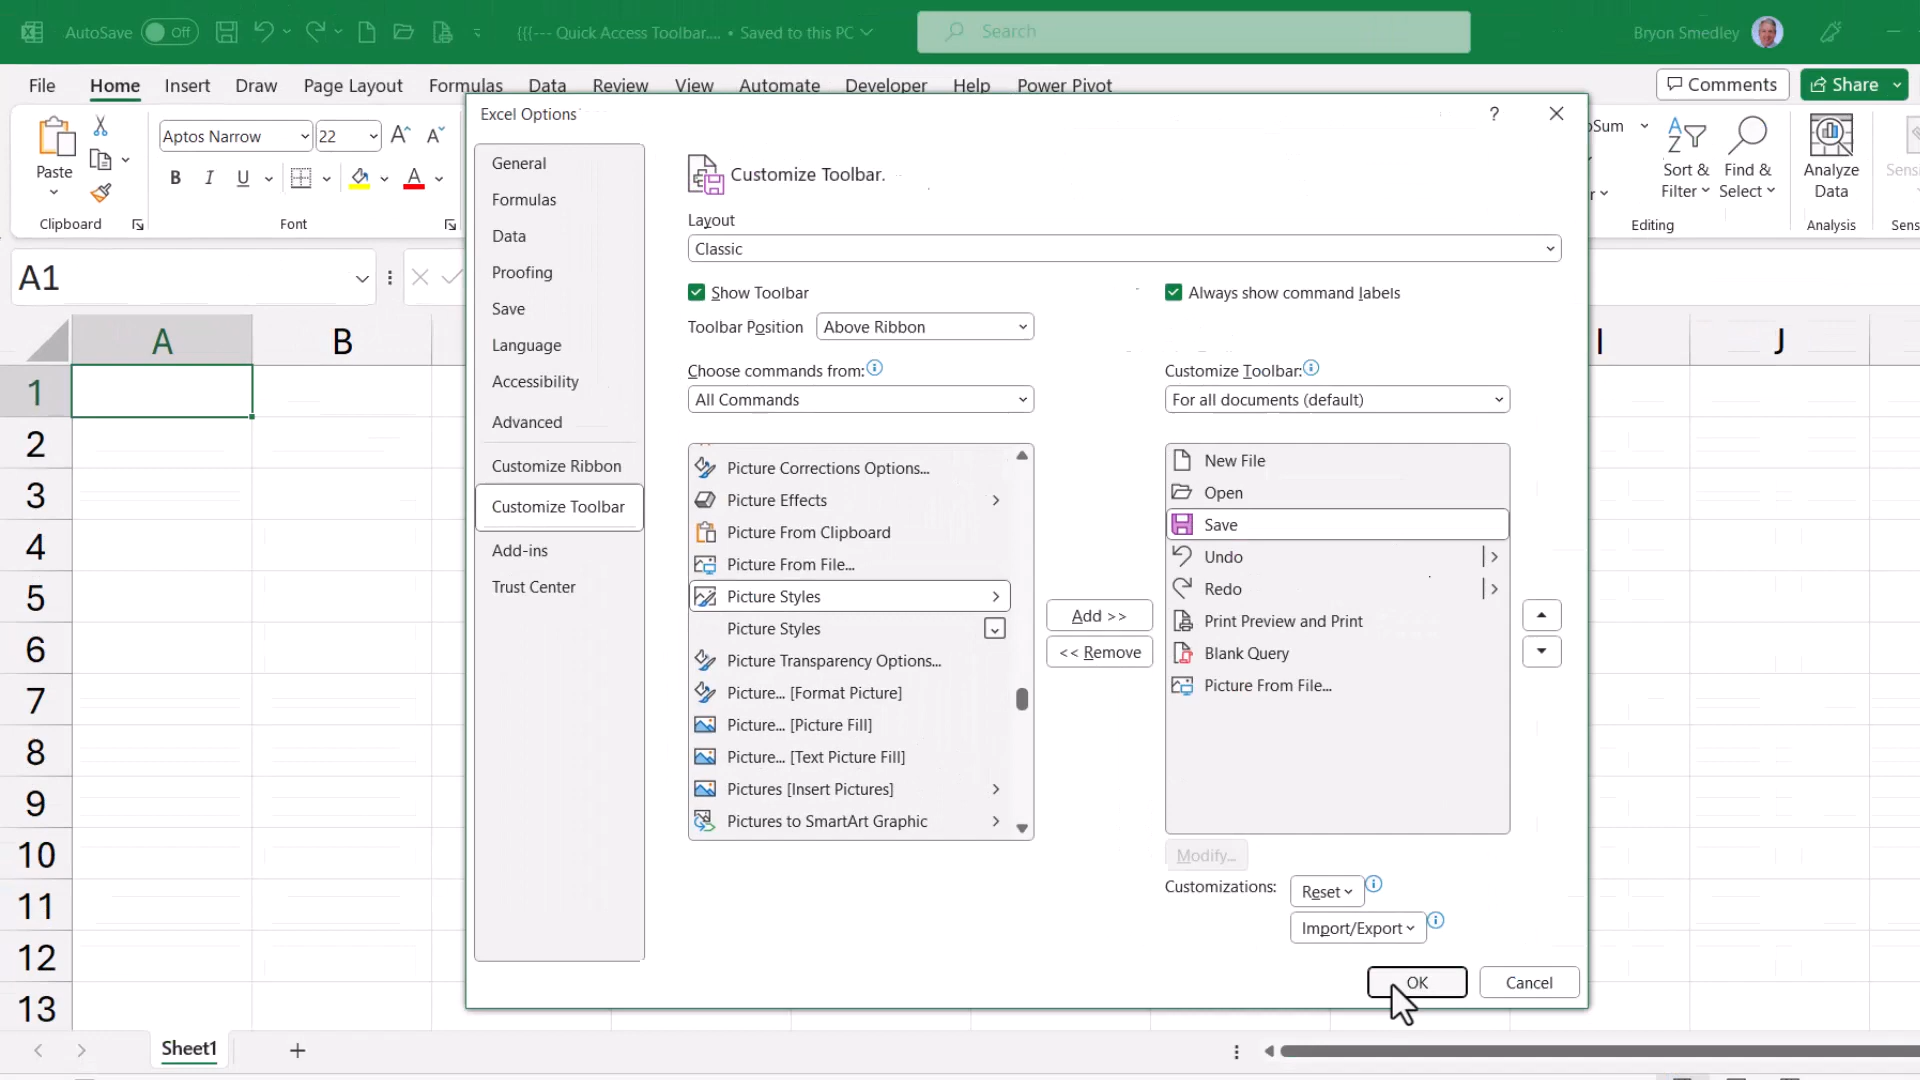 AutoSave Off {{{--- Quick Access Toolbar.... • Saved to this PC Search Bryon Smedley
File Home Insert Draw Page Layout Formulas Data Review View Automate Developer Help Power Pivot Comments Share
Paste
Clipboard
Aptos Narrow 22
B I U A
Font
Sort & Filter
Find & Select
Editing
Analyze Data
Analysis
A1
A B I J
1
2
3
4
5
6
7
8
9
10
11
12
13
Sheet1
Excel Options ?
General
Formulas
Data
Proofing
Save
Language
Accessibility
Advanced
Customize Ribbon
Customize Toolbar
Add-ins
Trust Center
Customize Toolbar.
Layout
Classic
Show Toolbar
Always show command labels
Toolbar Position Above Ribbon
Choose commands from:
All Commands
Picture Corrections Options...
Picture Effects
Picture From Clipboard
Picture From File...
Picture Styles
Picture Styles
Picture Transparency Options...
Picture... [Format Picture]
Picture... [Picture Fill]
Picture... [Text Picture Fill]
Pictures [Insert Pictures]
Pictures to SmartArt Graphic
Add >>
<< Remove
Customize Toolbar:
For all documents (default)
New File
Open
Save
Undo
Redo
Print Preview and Print
Blank Query
Picture From File...
Modify...
Customizations: Reset
Import/Export
OK Cancel